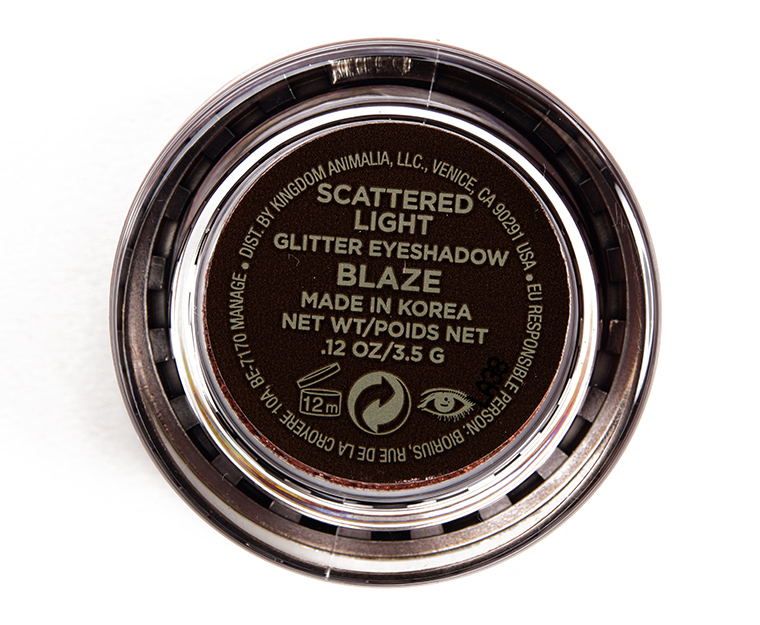 SCATTERED
LIGHT
GLITTER EYESHADOW
BLAZE
MADE IN KOREA
NET WT/POIDS NET
.12 OZ/3.5 G
12 m
• DIST. BY KINGDOM ANIMALIA, LLC., VENICE, CA 90291 USA • EU RESPONSIBLE PERSON: BIORIUS, RUE DE LA CROYERE 10A, BE-7170 MANAGE